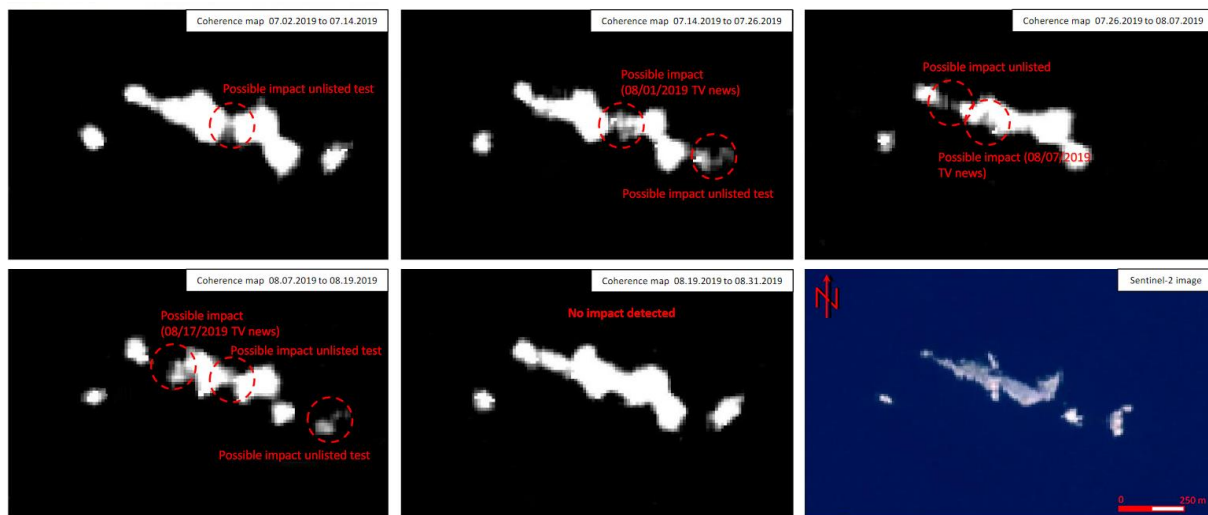 Coherence map 07.02.2019 to 07.14.2019
Possible impact unlisted test
Coherence map 07.14.2019 to 07.26.2019
Possible impact
(08/01/2019 TV news)
Possible impact unlisted test
Coherence map 07.26.2019 to 08.07.2019
Possible impact unlisted
Possible impact (08/07/2019
TV news)
Coherence map 08.07.2019 to 08.19.2019
Possible impact
(08/17/2019 TV news)
Possible impact unlisted test
Possible impact unlisted test
Coherence map 08.19.2019 to 08.31.2019
No impact detected
Sentinel-2 image
N
0 250 m